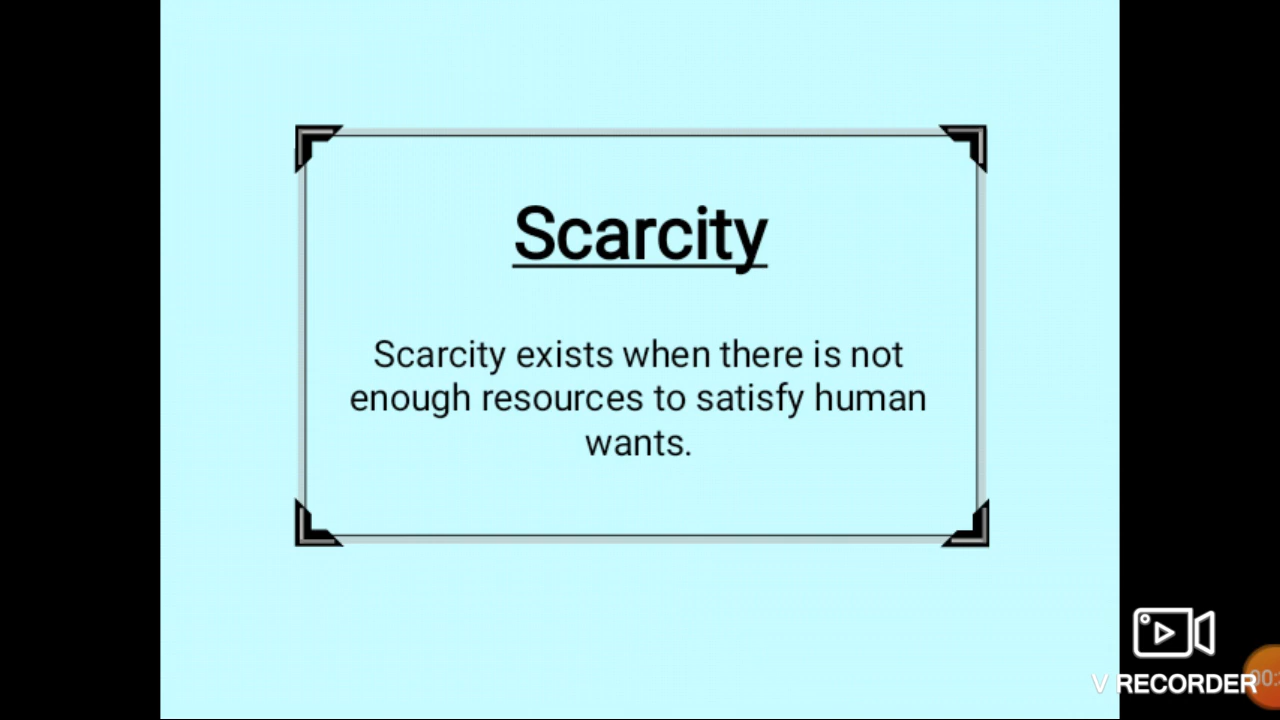 Scarcity
Scarcity exists when there is not
enough resources to satisfy human
wants.
V RECORDER